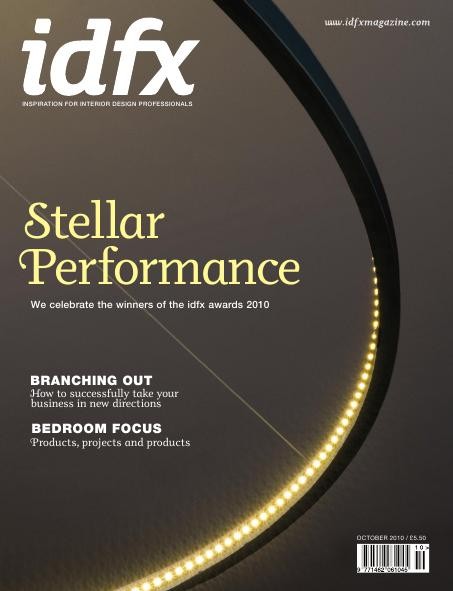 www.idfxmagazine.com
idfx
INSPIRATION FOR INTERIOR DESIGN PROFESSIONALS
Stellar
Performance
We celebrate the winners of the idfx awards 2010
BRANCHING OUT
How to successfully take your
business in new directions
BEDROOM FOCUS
Products, projects and products
OCTOBER 2010 / £5.50
10>
9 771462 061046